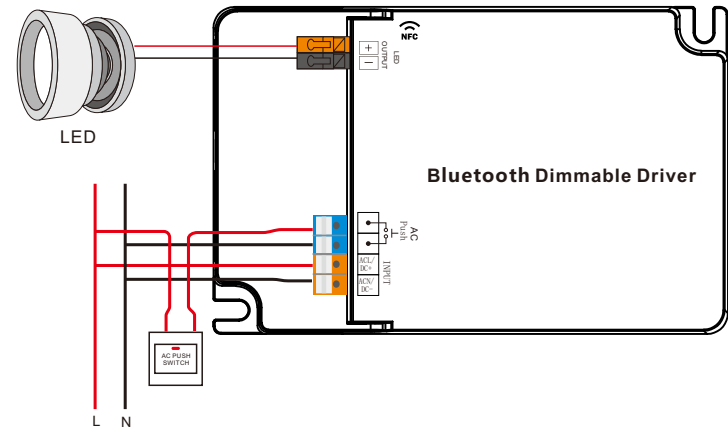 NFC
+
−
LED
OUTPUT
LED
Bluetooth Dimmable Driver
AC
Push
ACL/
DC+
ACN/
DC-
INPUT
AC PUSH
SWITCH
L N